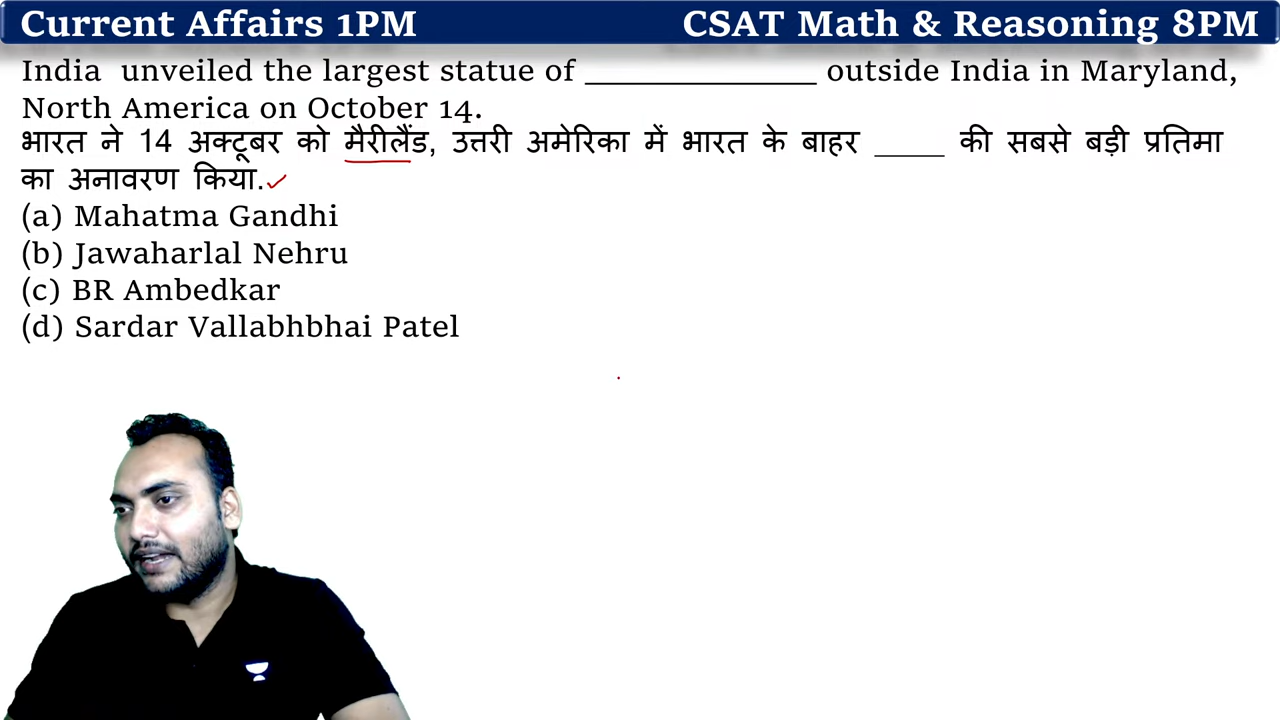 Current Affairs 1PM
CSAT Math & Reasoning 8PM
India unveiled the largest statue of ______________ outside India in Maryland,
North America on October 14.
भारत ने 14 अक्टूबर को मैरीलैंड, उत्तरी अमेरिका में भारत के बाहर _____ की सबसे बड़ी प्रतिमा
का अनावरण किया.
(a) Mahatma Gandhi
(b) Jawaharlal Nehru
(c) BR Ambedkar
(d) Sardar Vallabhbhai Patel